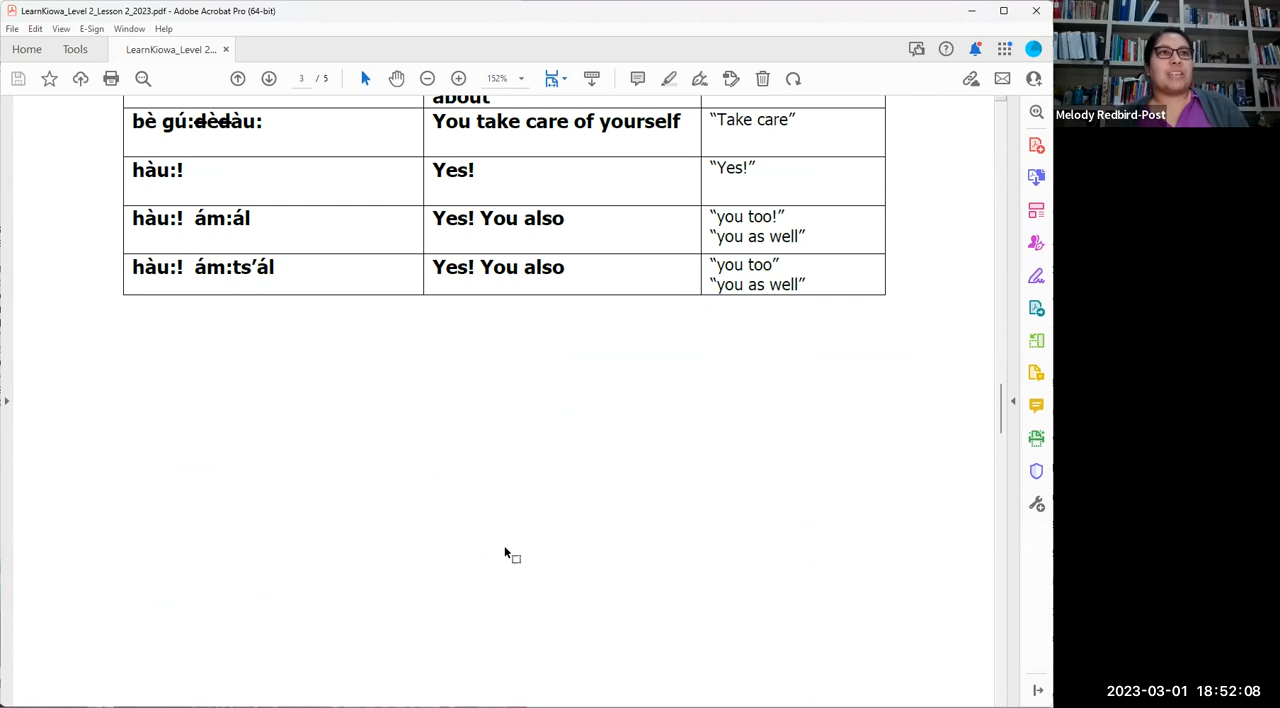 LearnKiowa_Level 2_Lesson 2_2023.pdf - Adobe Acrobat Pro (64-bit)
File Edit View E-Sign Window Help
Home Tools LearnKiowa_Level 2... ×
3 / 5 152%
about
bè gú:dèdàu: You take care of yourself "Take care"
Melody Redbird-Post
hàu:! Yes! "Yes!"
hàu:! ám:ál Yes! You also "you too!"
"you as well"
hàu:! ám:ts'ál Yes! You also "you too"
"you as well"
2023-03-01 18:52:08